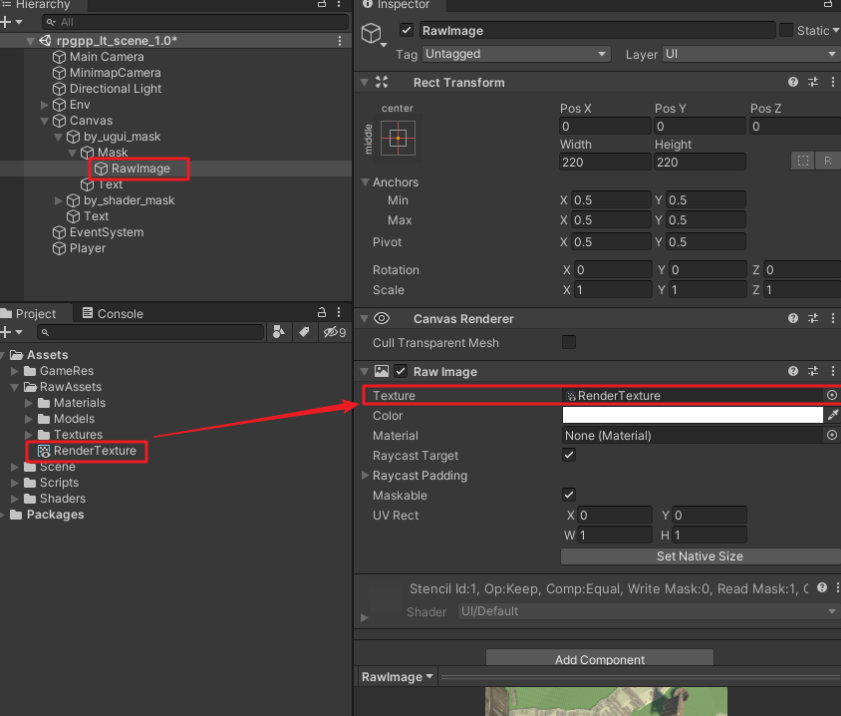 Hierarchy
All
rpgpp_lt_scene_1.0*
Main Camera
MinimapCamera
Directional Light
Env
Canvas
by_ugui_mask
Mask
RawImage
Text
by_shader_mask
Text
EventSystem
Player
Project
Console
9
Assets
GameRes
RawAssets
Materials
Models
Textures
RenderTexture
Scene
Scripts
Shaders
Packages
Inspector
RawImage
Static
Tag Untagged
Layer UI
Rect Transform
center
middle
Pos X Pos Y Pos Z
0 0 0
Width Height
220 220
R
Anchors
Min X 0.5 Y 0.5
Max X 0.5 Y 0.5
Pivot X 0.5 Y 0.5
Rotation X 0 Y 0 Z 0
Scale X 1 Y 1 Z 1
Canvas Renderer
Cull Transparent Mesh
Raw Image
Texture RenderTexture
Color
Material None (Material)
Raycast Target
Raycast Padding
Maskable
UV Rect X 0 Y 0
W 1 H 1
Set Native Size
Stencil Id:1, Op:Keep, Comp:Equal, Write Mask:0, Read Mask:1, C
Shader UI/Default
Add Component
RawImage